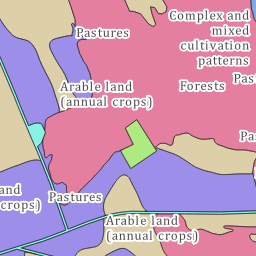 Complex and
mixed
cultivation
patterns
Pastures
Arable land
(annual crops)
Forests
Pas
Pa
and
crops)
Pastures
Arable land
(annual crops)